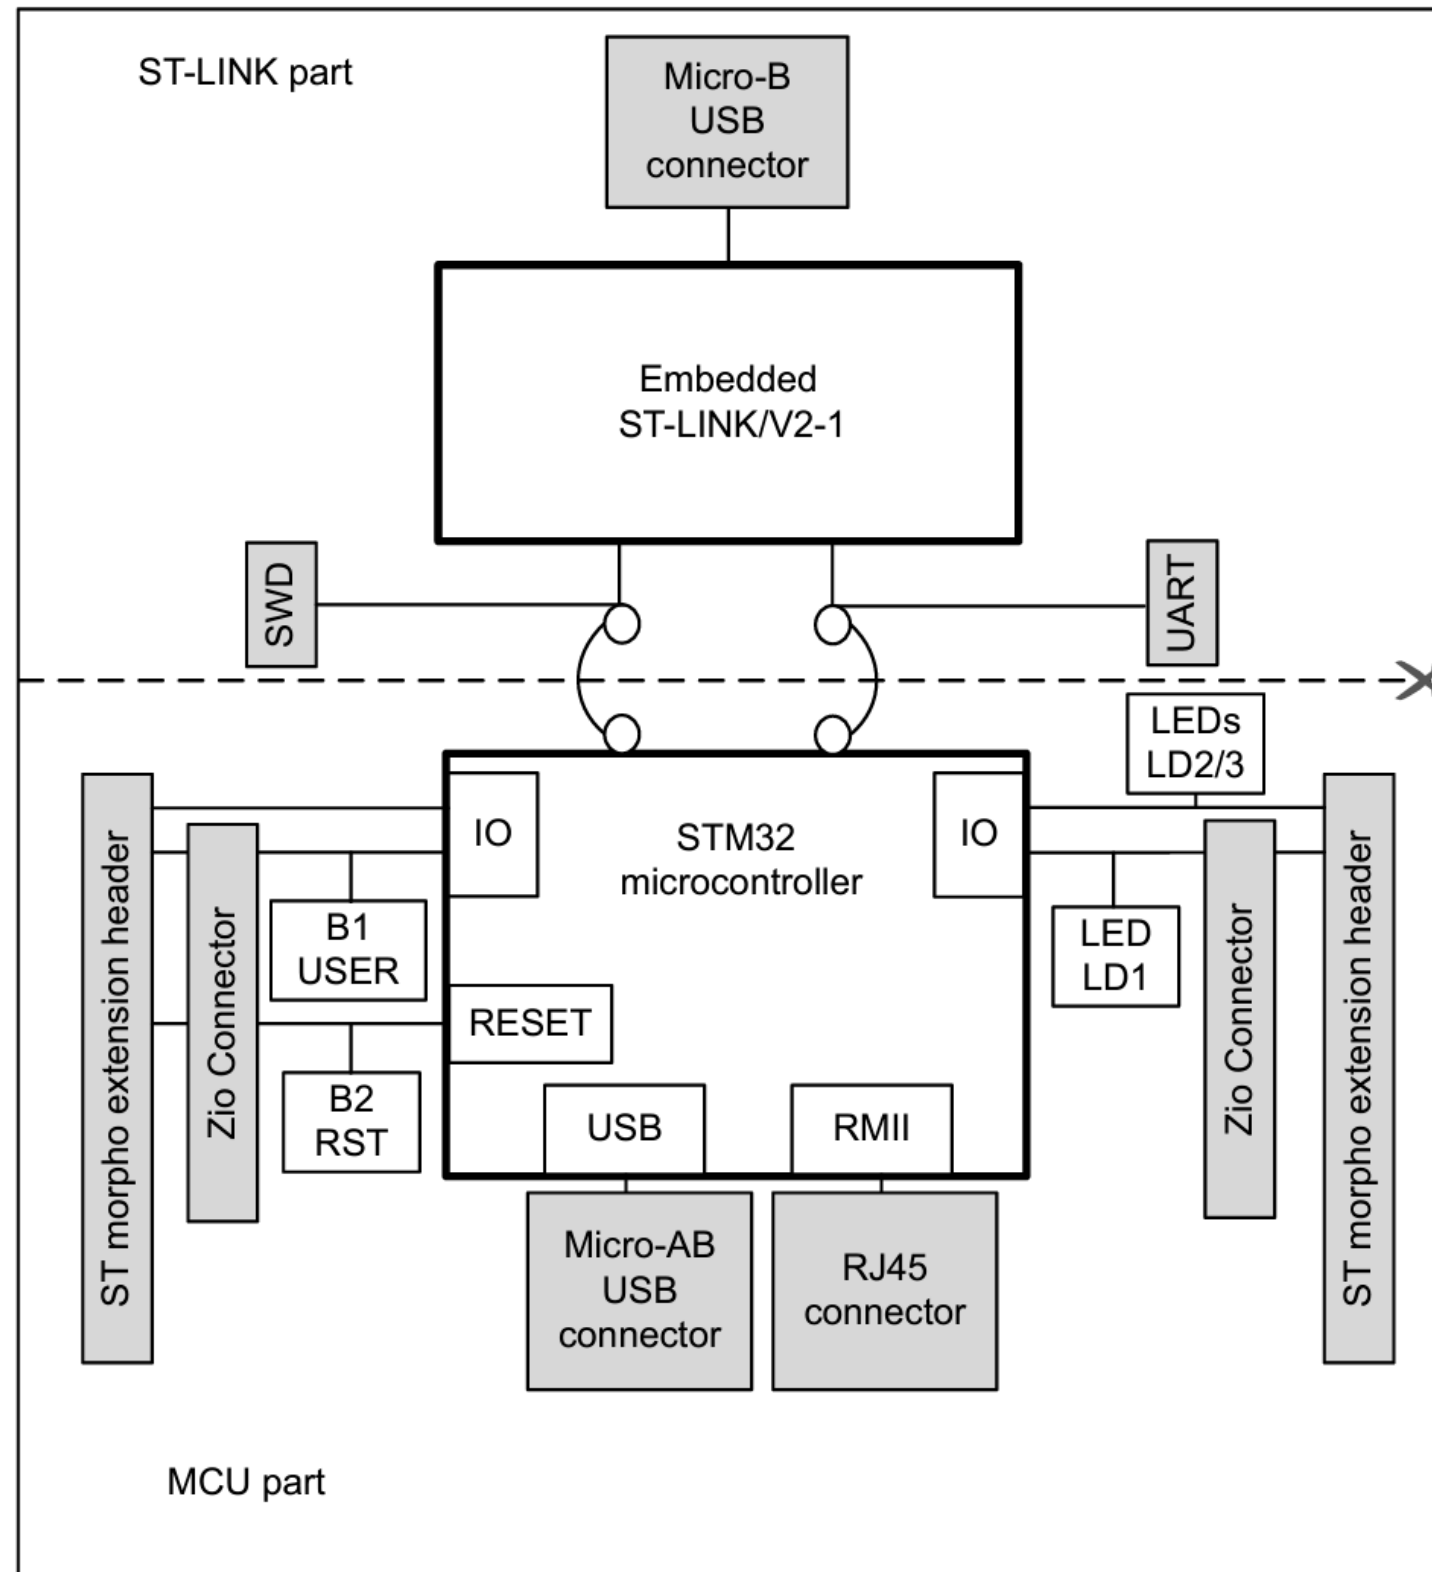 ST-LINK part
Micro-B
USB
connector
Embedded
ST-LINK/V2-1
SWD
UART
LEDs
LD2/3
ST morpho extension header
Zio Connector
B1
USER
IO
STM32
microcontroller
IO
LED
LD1
Zio Connector
ST morpho extension header
RESET
B2
RST
USB
RMII
Micro-AB
USB
connector
RJ45
connector
MCU part